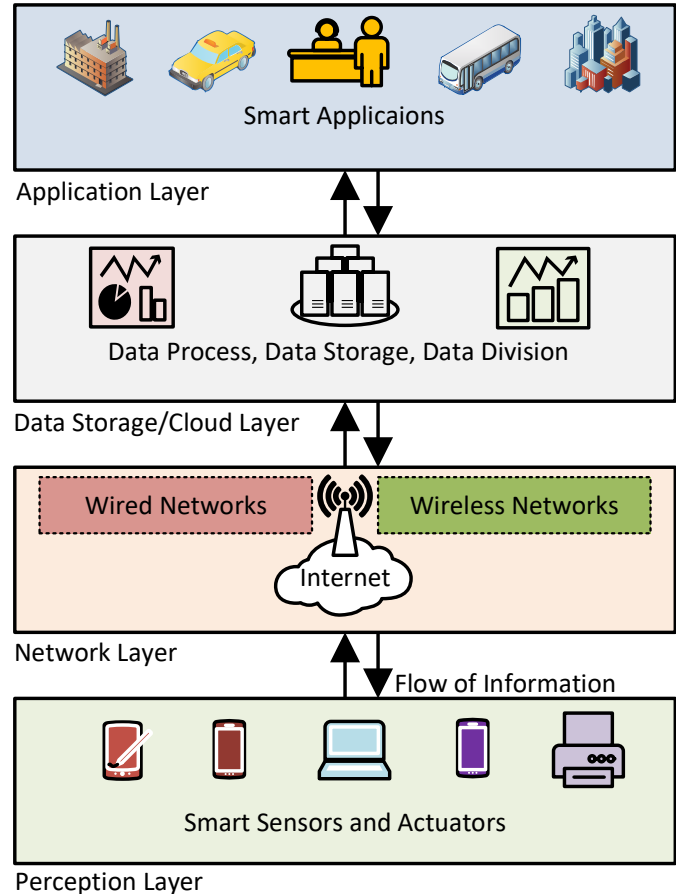 Smart Applicaions
Application Layer
Data Process, Data Storage, Data Division
Data Storage/Cloud Layer
Wired Networks
Wireless Networks
Internet
Network Layer
Flow of Information
Smart Sensors and Actuators
Perception Layer